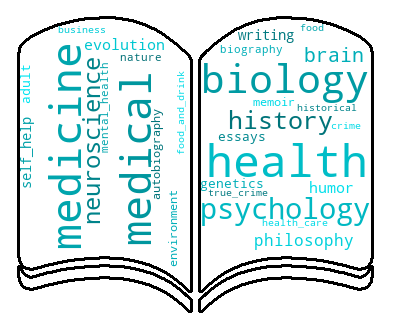 business
evolution
nature
adult
medicine
neuroscience
mental_health
medical
autobiography
food_and_drink
self_help
environment
food
writing
biography
brain
biology
memoir
historical
history
crime
essays
health
genetics
humor
true_crime
psychology
health_care
philosophy